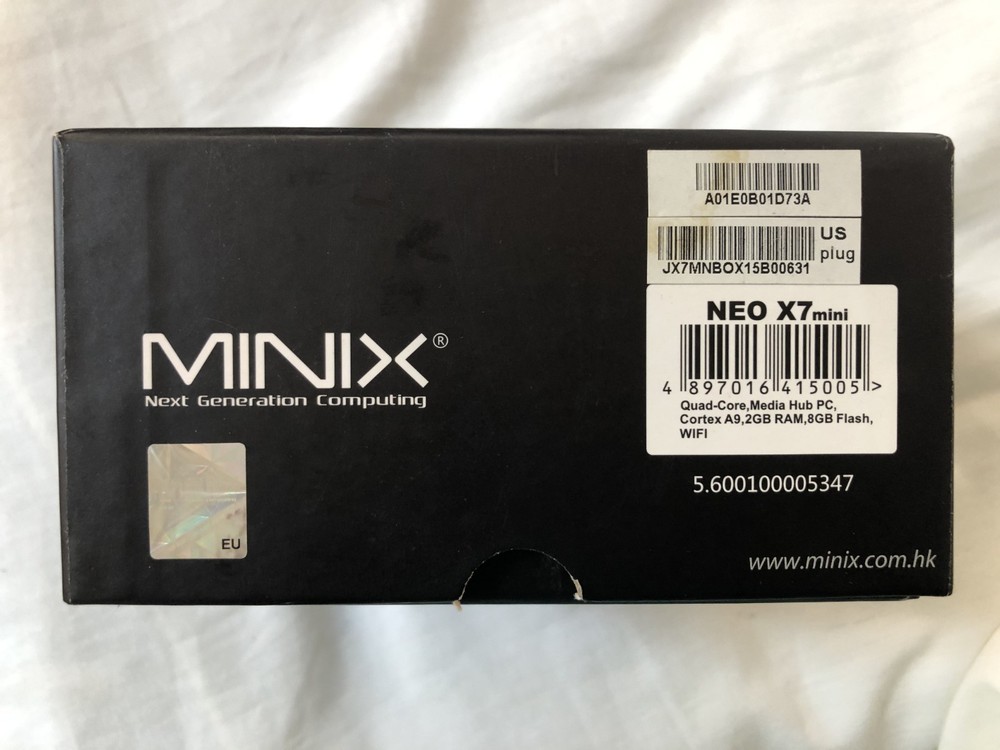 A01E0B01D73A
US
plug
JX7MNBOX15B00631
NEO X7mini
4 897016 415005 >
Quad-Core,Media Hub PC,
Cortex A9,2GB RAM,8GB Flash,
WIFI
MINIX®
Next Generation Computing
5.600100005347
EU
www.minix.com.hk